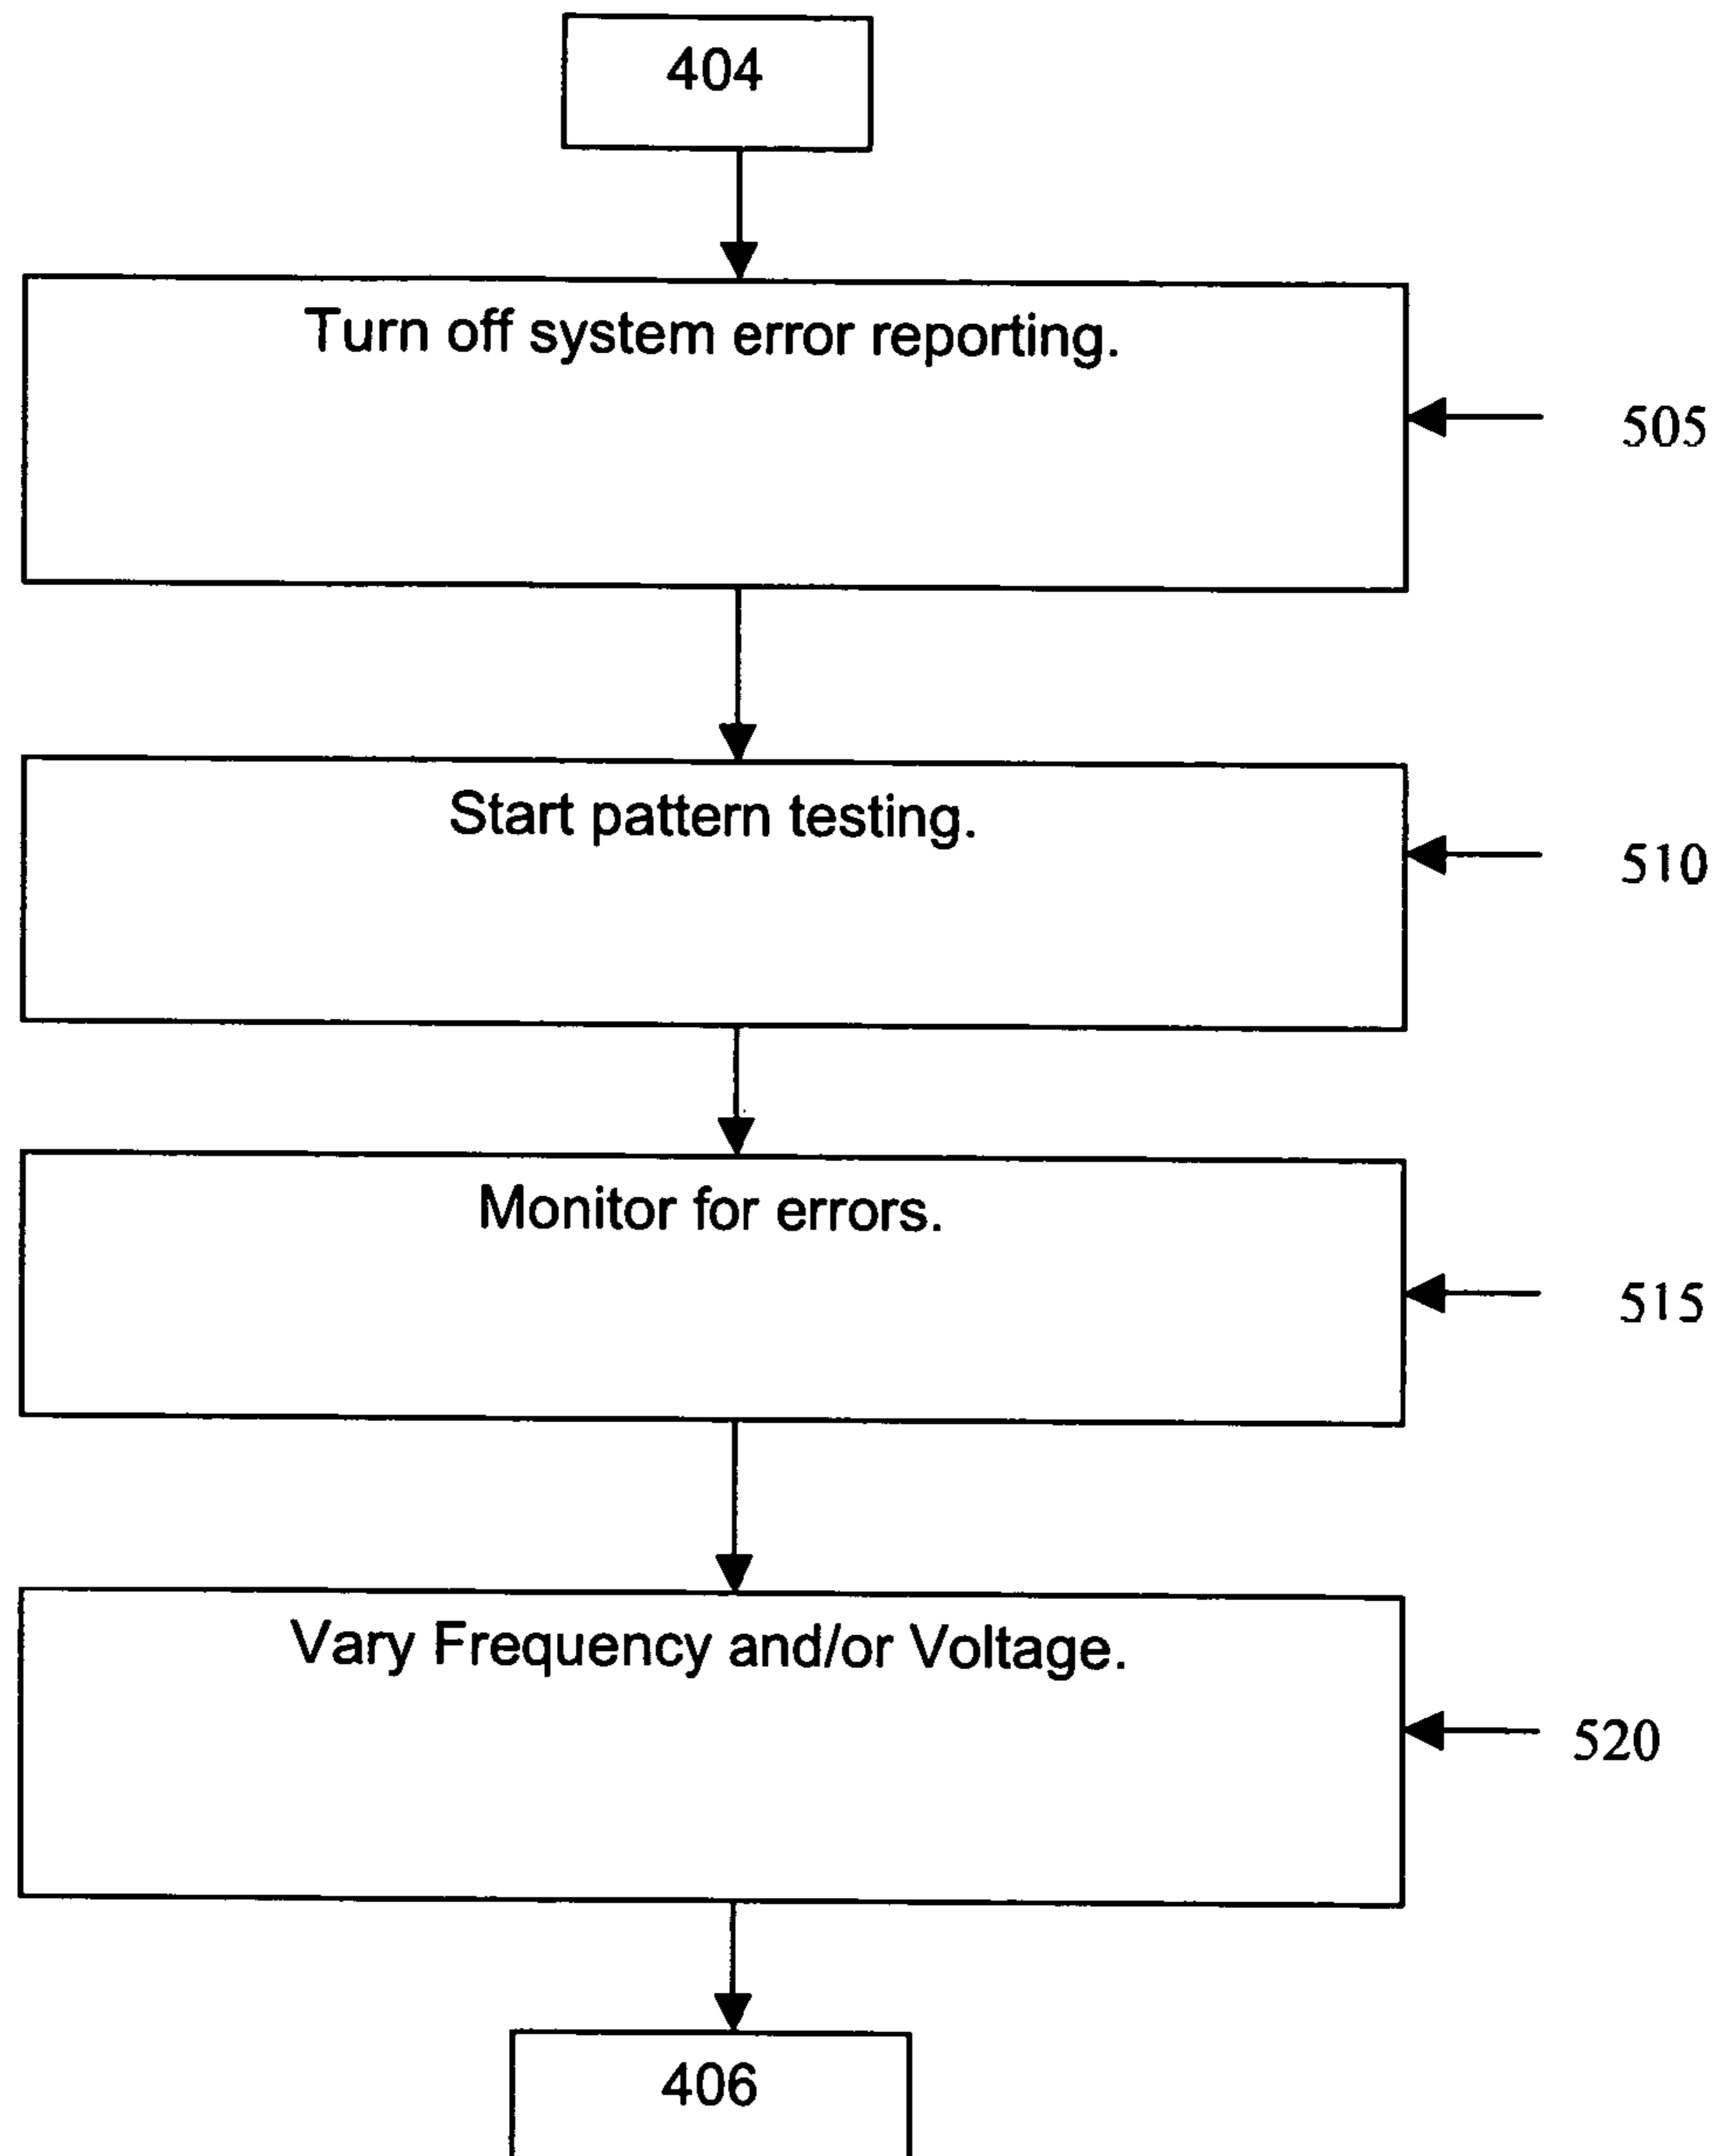 404
Turn off system error reporting.
505
Start pattern testing.
510
Monitor for errors.
515
Vary Frequency and/or Voltage.
520
406